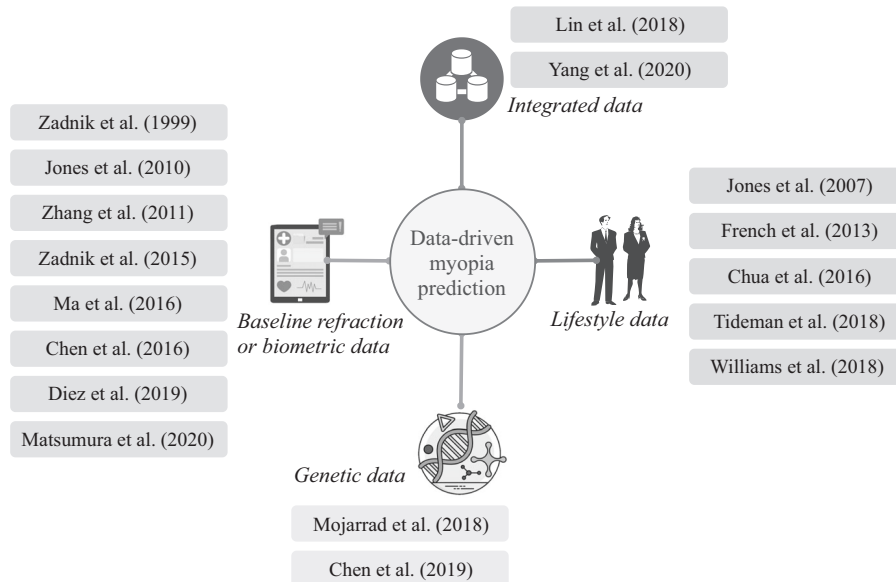 Lin et al. (2018)
Yang et al. (2020)
Integrated data
Zadnik et al. (1999)
Jones et al. (2010)
Zhang et al. (2011)
Zadnik et al. (2015)
Ma et al. (2016)
Chen et al. (2016)
Diez et al. (2019)
Matsumura et al. (2020)
Baseline refraction
or biometric data
Data-driven
myopia
prediction
Lifestyle data
Jones et al. (2007)
French et al. (2013)
Chua et al. (2016)
Tideman et al. (2018)
Williams et al. (2018)
Genetic data
Mojarrad et al. (2018)
Chen et al. (2019)